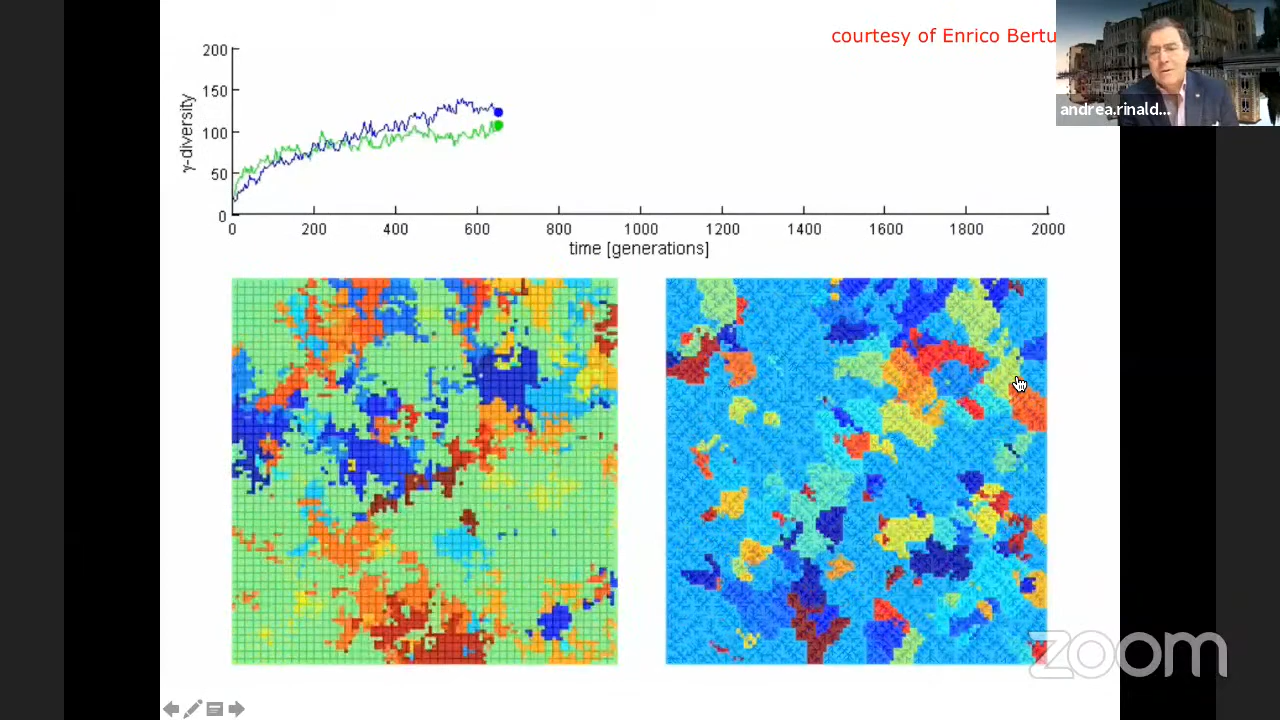 courtesy of Enrico Bertu
andrea.rinald...
200
150
100
50
0
γ-diversity
0 200 400 600 800 1000 1200 1400 1600 1800 2000
time [generations]
zoom